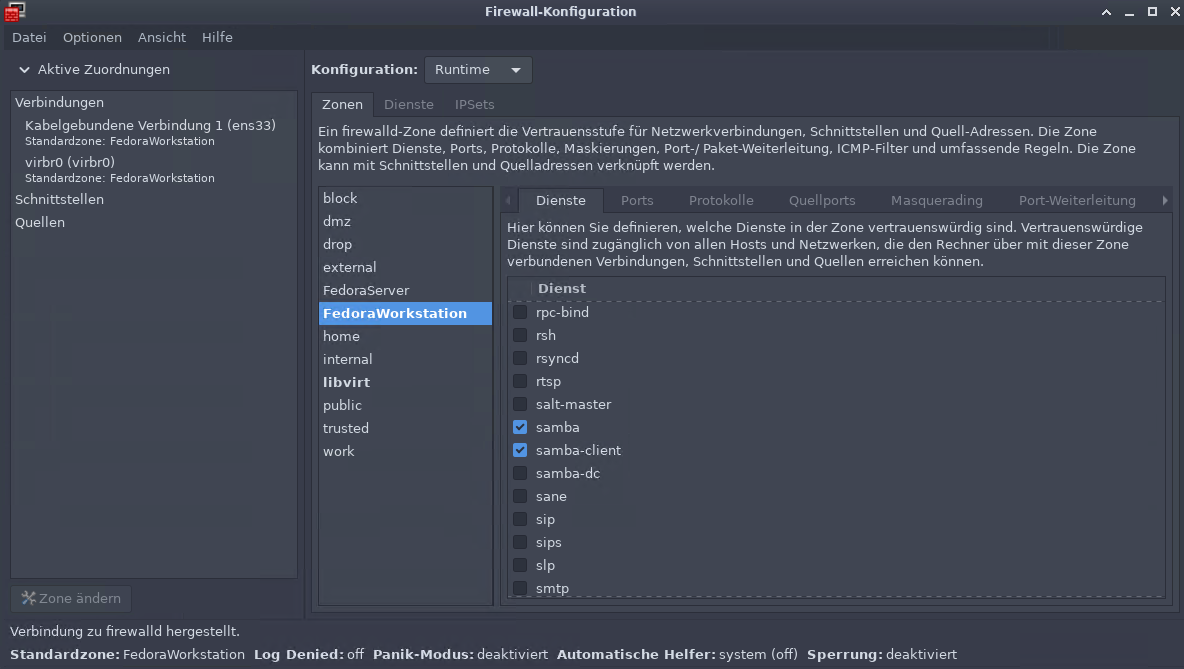 Firewall-Konfiguration
Datei Optionen Ansicht Hilfe
Aktive Zuordnungen
Verbindungen
Kabelgebundene Verbindung 1 (ens33)
Standardzone: FedoraWorkstation
virbr0 (virbr0)
Standardzone: FedoraWorkstation
Schnittstellen
Quellen
Zone ändern
Konfiguration: Runtime
Zonen Dienste IPSets
Ein firewalld-Zone definiert die Vertrauensstufe für Netzwerkverbindungen, Schnittstellen und Quell-Adressen. Die Zone
kombiniert Dienste, Ports, Protokolle, Maskierungen, Port-/ Paket-Weiterleitung, ICMP-Filter und umfassende Regeln. Die Zone
kann mit Schnittstellen und Quelladressen verknüpft werden.
block
dmz
drop
external
FedoraServer
FedoraWorkstation
home
internal
libvirt
public
trusted
work
Dienste Ports Protokolle Quellports Masquerading Port-Weiterleitung
Hier können Sie definieren, welche Dienste in der Zone vertrauenswürdig sind. Vertrauenswürdige
Dienste sind zugänglich von allen Hosts und Netzwerken, die den Rechner über mit dieser Zone
verbundenen Verbindungen, Schnittstellen und Quellen erreichen können.
Dienst
rpc-bind
rsh
rsyncd
rtsp
salt-master
samba
samba-client
samba-dc
sane
sip
sips
slp
smtp
Verbindung zu firewalld hergestellt.
Standardzone: FedoraWorkstation Log Denied: off Panik-Modus: deaktiviert Automatische Helfer: system (off) Sperrung: deaktiviert